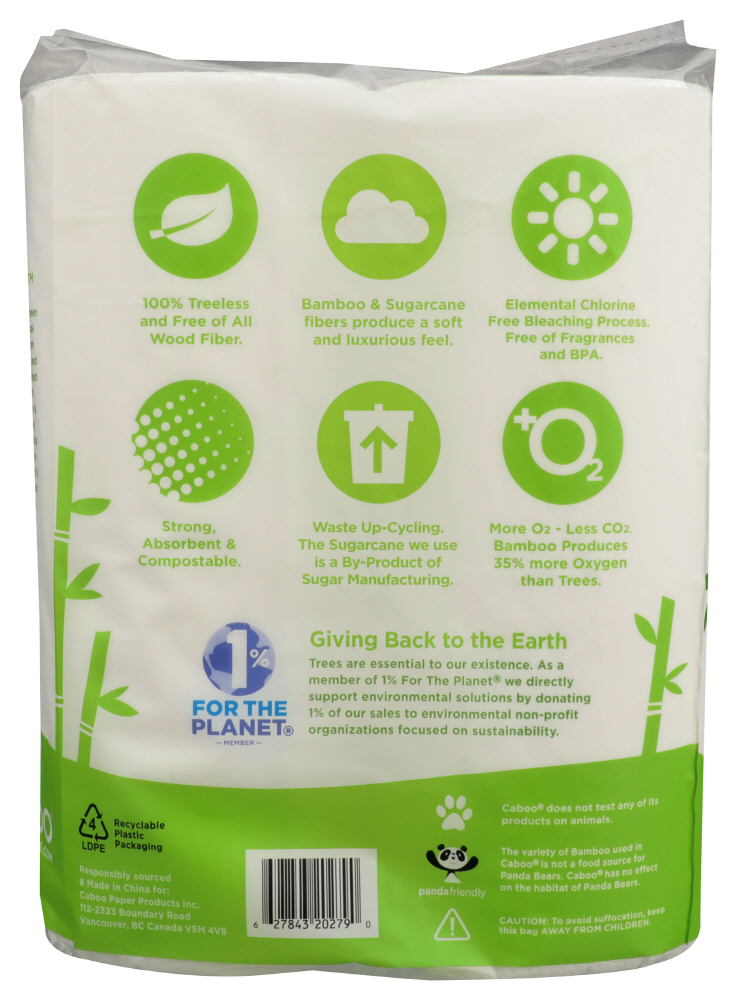 100% Treeless
and Free of All
Wood Fiber.
Bamboo & Sugarcane
fibers produce a soft
and luxurious feel.
Elemental Chlorine
Free Bleaching Process.
Free of Fragrances
and BPA.
+O2
Strong,
Absorbent &
Compostable.
Waste Up-Cycling.
The Sugarcane we use
is a By-Product of
Sugar Manufacturing.
More O2 - Less CO2.
Bamboo Produces
35% more Oxygen
than Trees.
1%
FOR THE
PLANET®
– MEMBER –
Giving Back to the Earth
Trees are essential to our existence. As a
member of 1% For The Planet® we directly
support environmental solutions by donating
1% of our sales to environmental non-profit
organizations focused on sustainability.
4
LDPE
Recyclable
Plastic
Packaging
Responsibly sourced
& Made in China for:
Caboo Paper Products Inc.
112-2323 Boundary Road
Vancouver, BC Canada V5M 4V8
6 27843 20279 0
Caboo® does not test any of its
products on animals.
pandafriendly
The variety of Bamboo used in
Caboo® is not a food source for
Panda Bears. Caboo® has no effect
on the habitat of Panda Bears.
CAUTION: To avoid suffocation, keep
this bag AWAY FROM CHILDREN.